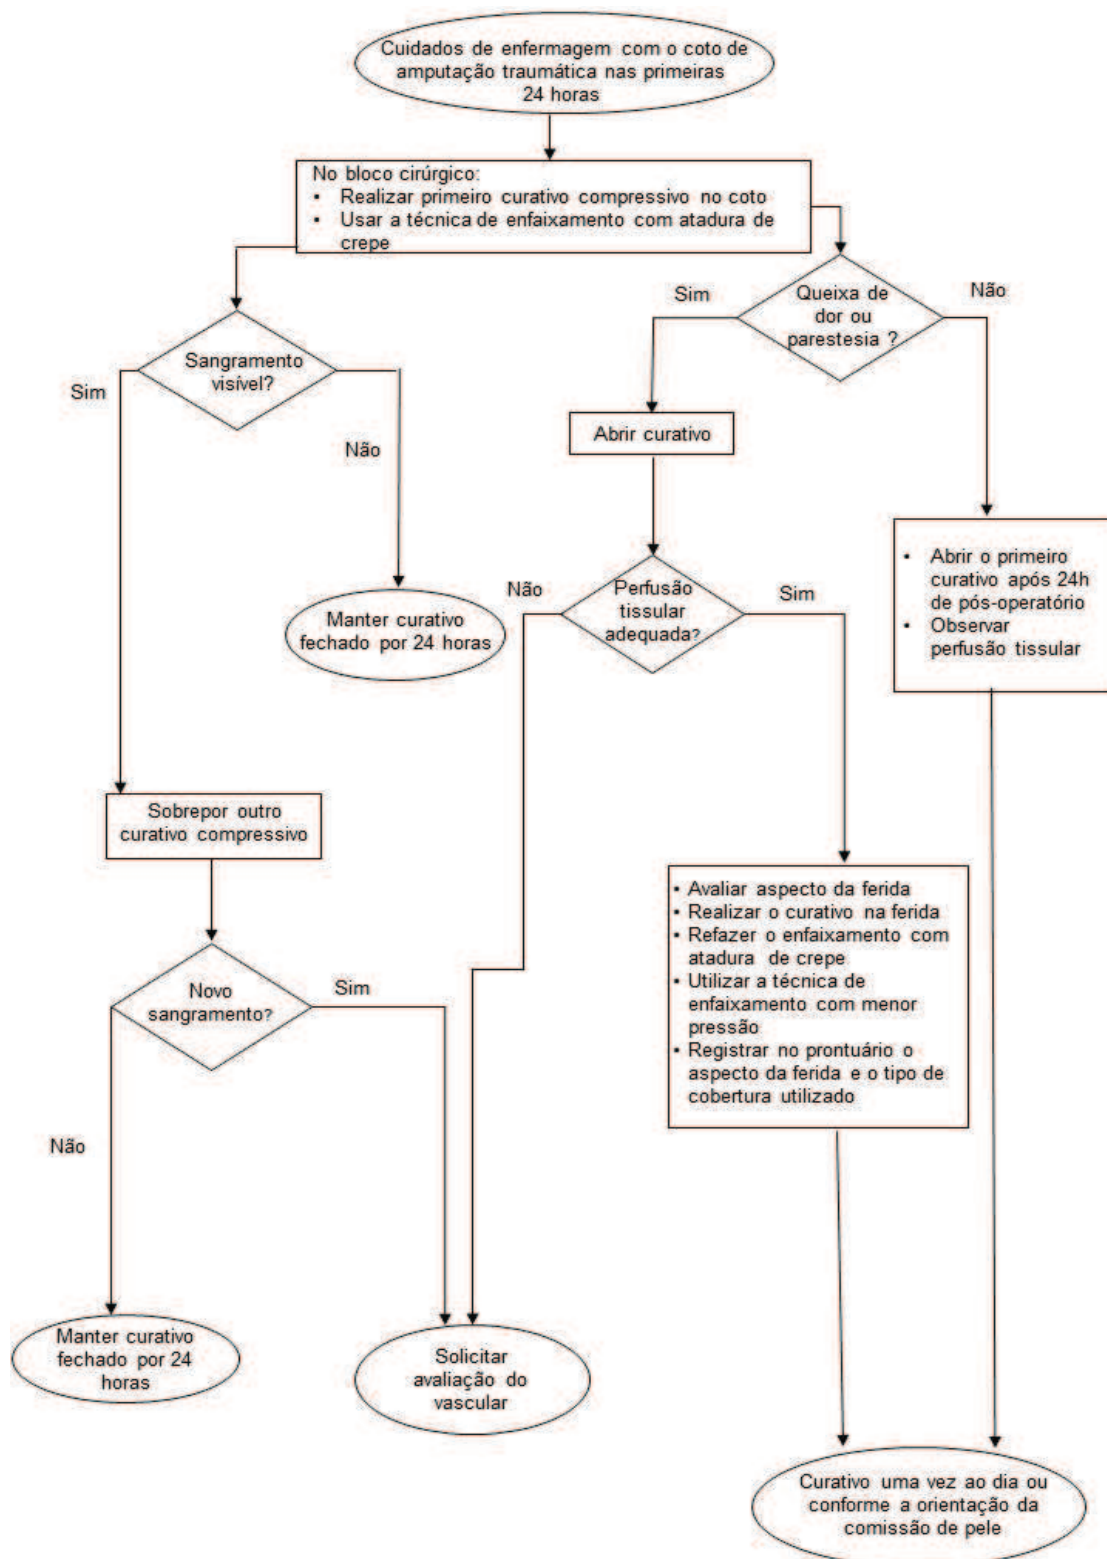 Cuidados de enfermagem com o coto de
amputação traumática nas primeiras
24 horas
No bloco cirúrgico:
• Realizar primeiro curativo compressivo no coto
• Usar a técnica de enfaixamento com atadura de
crepe
Sim
Queixa de
dor ou
parestesia ?
Não
Sangramento
visível?
Sim
Não
Abrir curativo
Manter curativo
fechado por 24 horas
Não
Perfusão
tissular
adequada?
Sim
• Abrir o primeiro
curativo após 24h
de pós-operatório
• Observar
perfusão tissular
Sobrepor outro
curativo compressivo
Novo
sangramento?
Sim
Não
• Avaliar aspecto da ferida
• Realizar o curativo na ferida
• Refazer o enfaixamento com
atadura de crepe
• Utilizar a técnica de
enfaixamento com menor
pressão
• Registrar no prontuário o
aspecto da ferida e o tipo de
cobertura utilizado
Manter curativo
fechado por 24
horas
Solicitar
avaliação do
vascular
Curativo uma vez ao dia ou
conforme a orientação da
comissão de pele